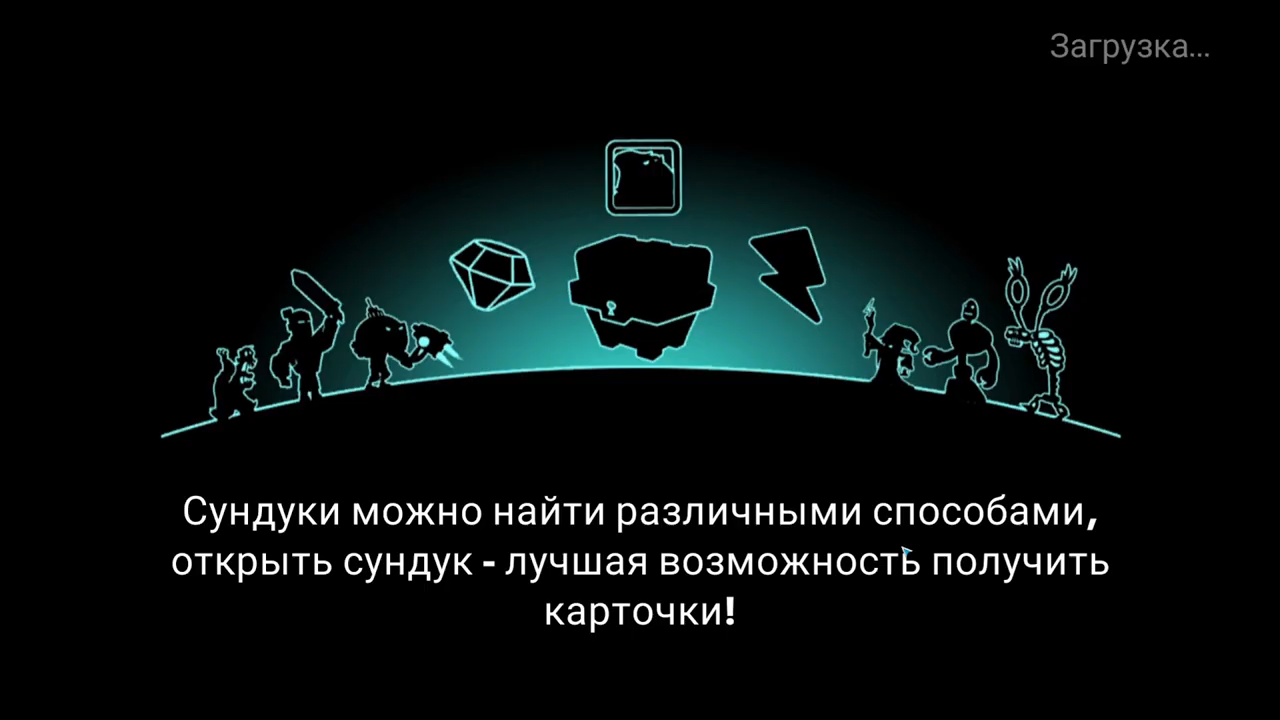 Загрузка...
Сундуки можно найти различными способами,
открыть сундук - лучшая возможность получить
карточки!